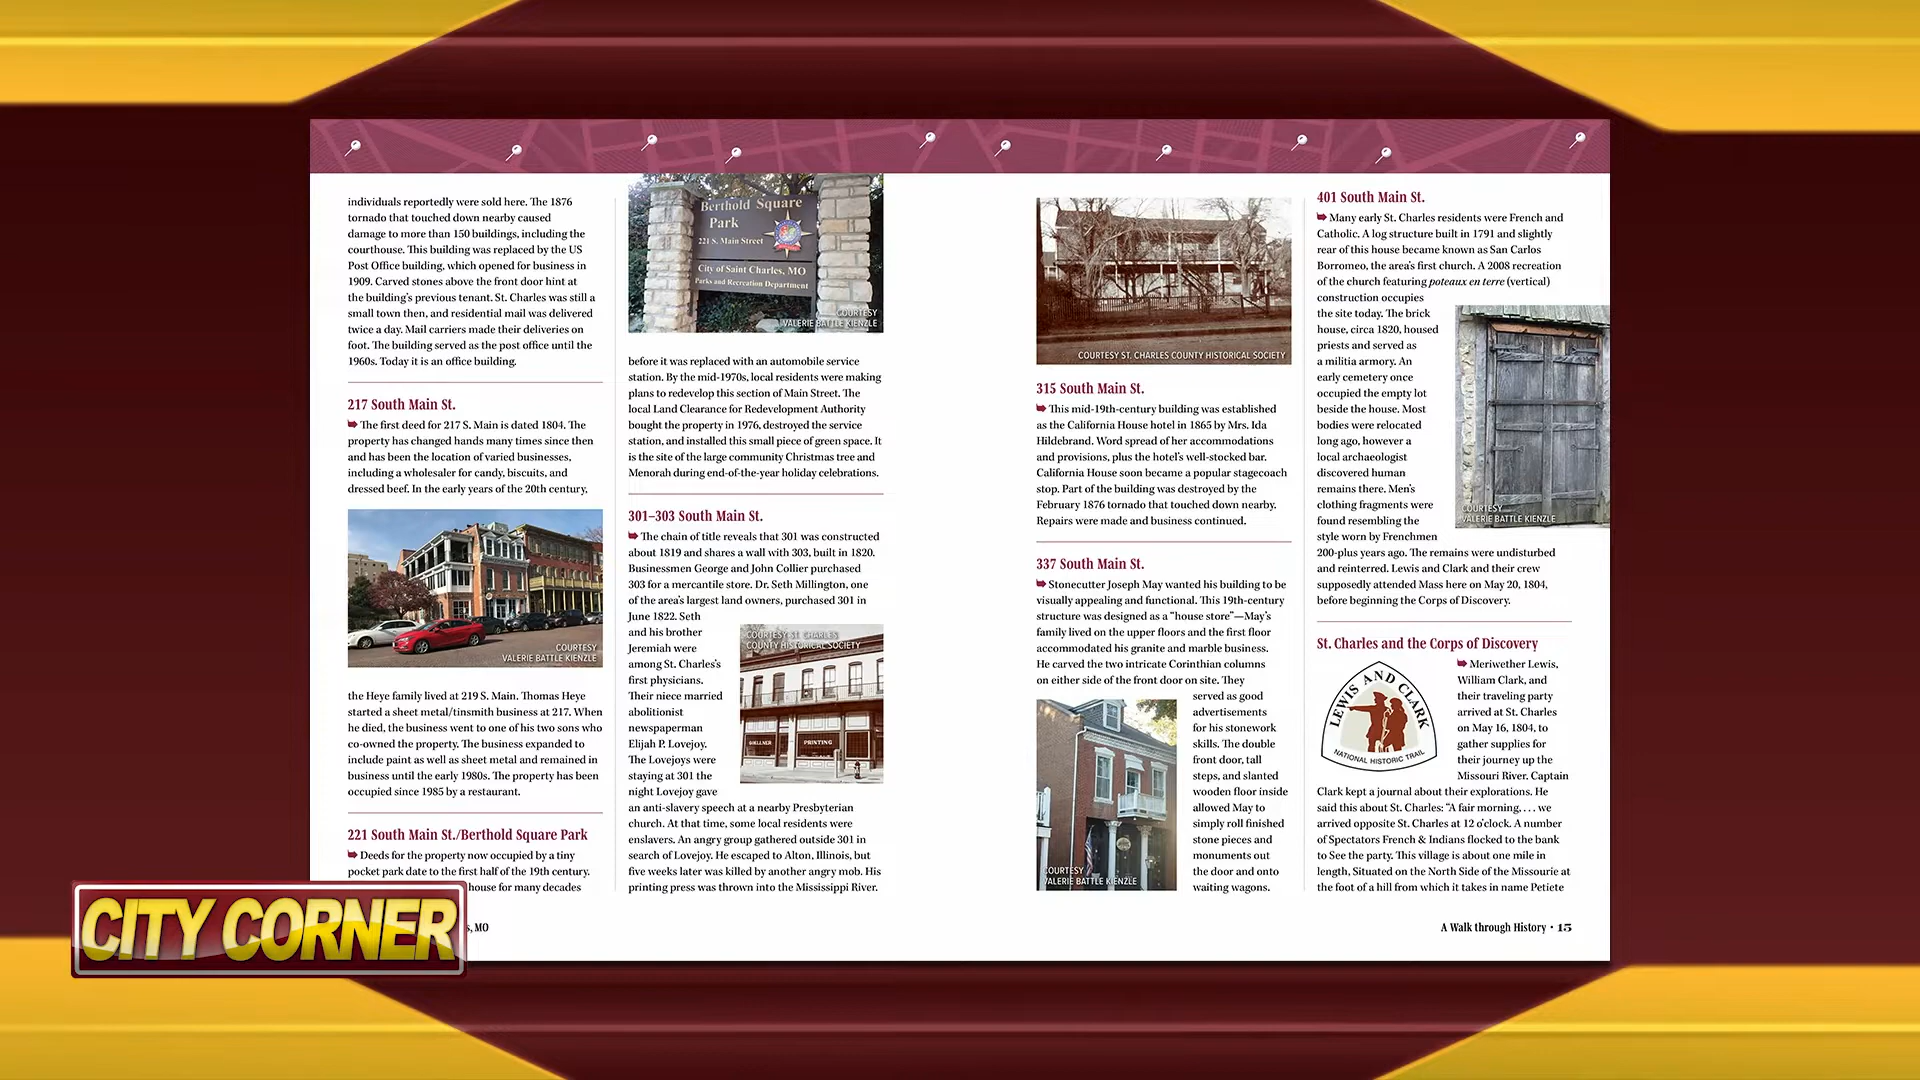 individuals reportedly were sold here. The 1876
tornado that touched down nearby caused
damage to more than 150 buildings, including the
courthouse. This building was replaced by the US
Post Office building, which opened for business in
1909. Carved stones above the front door hint at
the building's previous tenant. St. Charles was still a
small town then, and residential mail was delivered
twice a day. Mail carriers made their deliveries on
foot. The building served as the post office until the
1960s. Today it is an office building.
217 South Main St.
The first deed for 217 S. Main is dated 1804. The
property has changed hands many times since then
and has been the location of varied businesses,
including a wholesaler for candy, biscuits, and
dressed beef. In the early years of the 20th century,
COURTESY
VALERIE BATTLE KIENZLE
the Heye family lived at 219 S. Main. Thomas Heye
started a sheet metal/tinsmith business at 217. When
he died, the business went to one of his two sons who
co-owned the property. The business expanded to
include paint as well as sheet metal and remained in
business until the early 1980s. The property has been
occupied since 1985 by a restaurant.
221 South Main St./Berthold Square Park
Deeds for the property now occupied by a tiny
pocket park date to the first half of the 19th century.
house for many decades
Berthold Square
Park
221 S. Main Street
City of Saint Charles, MO
Parks and Recreation Department
COURTESY
VALERIE BATTLE KIENZLE
before it was replaced with an automobile service
station. By the mid-1970s, local residents were making
plans to redevelop this section of Main Street. The
local Land Clearance for Redevelopment Authority
bought the property in 1976, destroyed the service
station, and installed this small piece of green space. It
is the site of the large community Christmas tree and
Menorah during end-of-the-year holiday celebrations.
301–303 South Main St.
The chain of title reveals that 301 was constructed
about 1819 and shares a wall with 303, built in 1820.
Businessmen George and John Collier purchased
303 for a mercantile store. Dr. Seth Millington, one
of the area's largest land owners, purchased 301 in
June 1822. Seth
and his brother
Jeremiah were
among St. Charles's
first physicians.
Their niece married
abolitionist
newspaperman
Elijah P. Lovejoy.
The Lovejoys were
staying at 301 the
night Lovejoy gave
COURTESY ST. CHARLES
COUNTY HISTORICAL SOCIETY
PRINTING
an anti-slavery speech at a nearby Presbyterian
church. At that time, some local residents were
enslavers. An angry group gathered outside 301 in
search of Lovejoy. He escaped to Alton, Illinois, but
five weeks later was killed by another angry mob. His
printing press was thrown into the Mississippi River.
COURTESY ST. CHARLES COUNTY HISTORICAL SOCIETY
315 South Main St.
This mid-19th-century building was established
as the California House hotel in 1865 by Mrs. Ida
Hildebrand. Word spread of her accommodations
and provisions, plus the hotel's well-stocked bar.
California House soon became a popular stagecoach
stop. Part of the building was destroyed by the
February 1876 tornado that touched down nearby.
Repairs were made and business continued.
337 South Main St.
Stonecutter Joseph May wanted his building to be
visually appealing and functional. This 19th-century
structure was designed as a "house store"—May's
family lived on the upper floors and the first floor
accommodated his granite and marble business.
He carved the two intricate Corinthian columns
on either side of the front door on site. They
served as good
advertisements
for his stonework
skills. The double
front door, tall
steps, and slanted
wooden floor inside
allowed May to
simply roll finished
stone pieces and
monuments out
the door and onto
waiting wagons.
COURTESY
VALERIE BATTLE KIENZLE
401 South Main St.
Many early St. Charles residents were French and
Catholic. A log structure built in 1791 and slightly
rear of this house became known as San Carlos
Borromeo, the area's first church. A 2008 recreation
of the church featuring poteaux en terre (vertical)
construction occupies
the site today. The brick
house, circa 1820, housed
priests and served as
a militia armory. An
early cemetery once
occupied the empty lot
beside the house. Most
bodies were relocated
long ago, however a
local archaeologist
discovered human
remains there. Men's
clothing fragments were
found resembling the
style worn by Frenchmen
COURTESY
VALERIE BATTLE KIENZLE
200-plus years ago. The remains were undisturbed
and reinterred. Lewis and Clark and their crew
supposedly attended Mass here on May 20, 1804,
before beginning the Corps of Discovery.
St. Charles and the Corps of Discovery
LEWIS AND CLARK
NATIONAL HISTORIC TRAIL
Meriwether Lewis,
William Clark, and
their traveling party
arrived at St. Charles
on May 16, 1804, to
gather supplies for
their journey up the
Missouri River. Captain
Clark kept a journal about their explorations. He
said this about St. Charles: "A fair morning, . . . we
arrived opposite St. Charles at 12 o'clock. A number
of Spectators French & Indians flocked to the bank
to See the party. This village is about one mile in
length, Situated on the North Side of the Missourie at
the foot of a hill from which it takes in name Petiete
CITY CORNER
s, MO
A Walk through History • 15